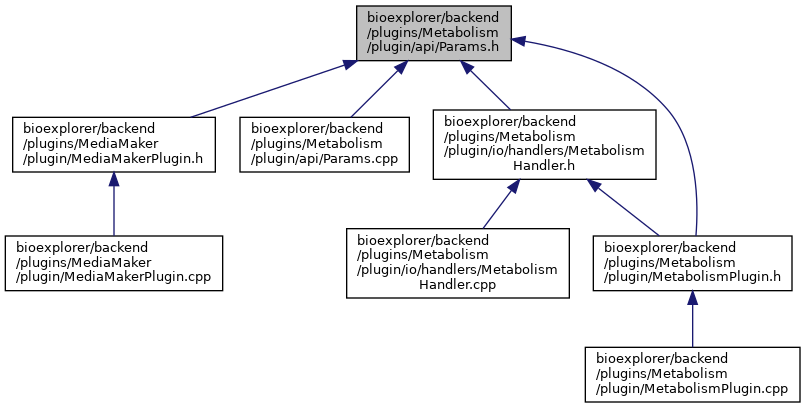 bioexplorer/backend
/plugins/Metabolism
/plugin/api/Params.h
bioexplorer/backend
/plugins/MediaMaker
/plugin/MediaMakerPlugin.h
bioexplorer/backend
/plugins/Metabolism
/plugin/api/Params.cpp
bioexplorer/backend
/plugins/Metabolism
/plugin/io/handlers/Metabolism
Handler.h
bioexplorer/backend
/plugins/MediaMaker
/plugin/MediaMakerPlugin.cpp
bioexplorer/backend
/plugins/Metabolism
/plugin/io/handlers/Metabolism
Handler.cpp
bioexplorer/backend
/plugins/Metabolism
/plugin/MetabolismPlugin.h
bioexplorer/backend
/plugins/Metabolism
/plugin/MetabolismPlugin.cpp